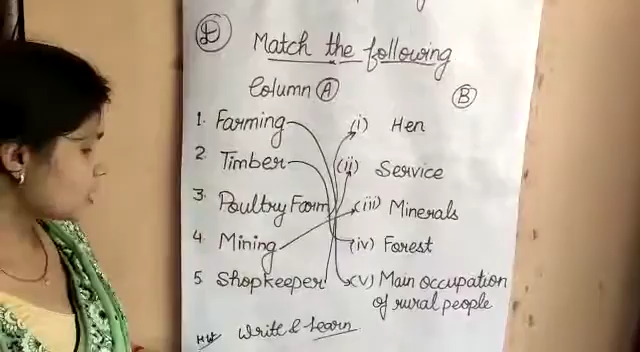 D Match the following
Column A
B
1. Farming (i) Hen
2. Timber (ii) Service
3. Poultry Farm (iii) Minerals
4. Mining (iv) Forest
5 Shopkeeper (v) Main occupation
of rural people
HW Write & Learn